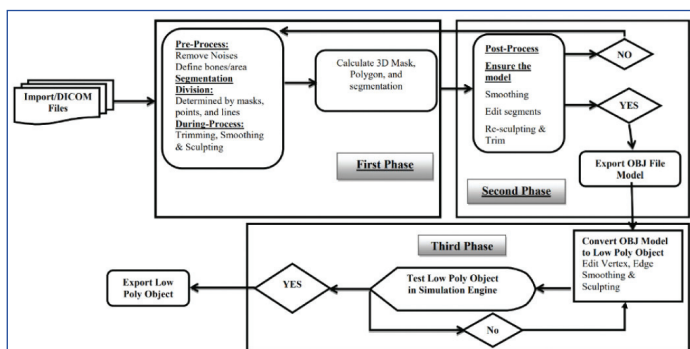 Import/DICOM
Files
Pre-Process:
Remove Noises
Define bones/area
Segmentation
Division:
Determined by masks,
points, and lines
During-Process:
Trimming, Smoothing
& Sculpting
Calculate 3D Mask,
Polygon, and
segmentation
First Phase
Post-Process
Ensure the
model
Smoothing
Edit segments
Re-sculpting &
Trim
NO
YES
Export OBJ File
Model
Second Phase
Third Phase
Convert OBJ Model
to Low Poly Object
Edit Vertex, Edge
Smoothing &
Sculpting
Test Low Poly Object
in Simulation Engine
No
YES
Export Low
Poly Object